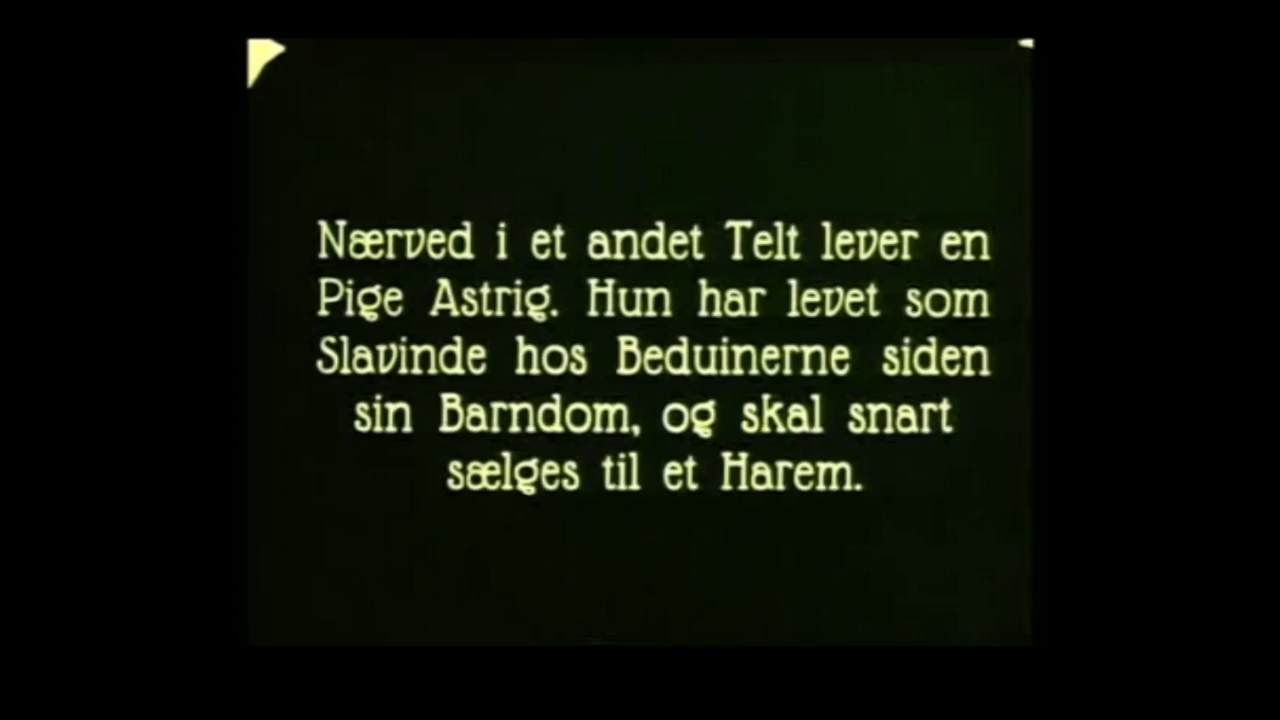 Nærved i et andet Telt lever en
Pige Astrig. Hun har levet som
Slavinde hos Beduinerne siden
sin Barndom, og skal snart
sælges til et Harem.